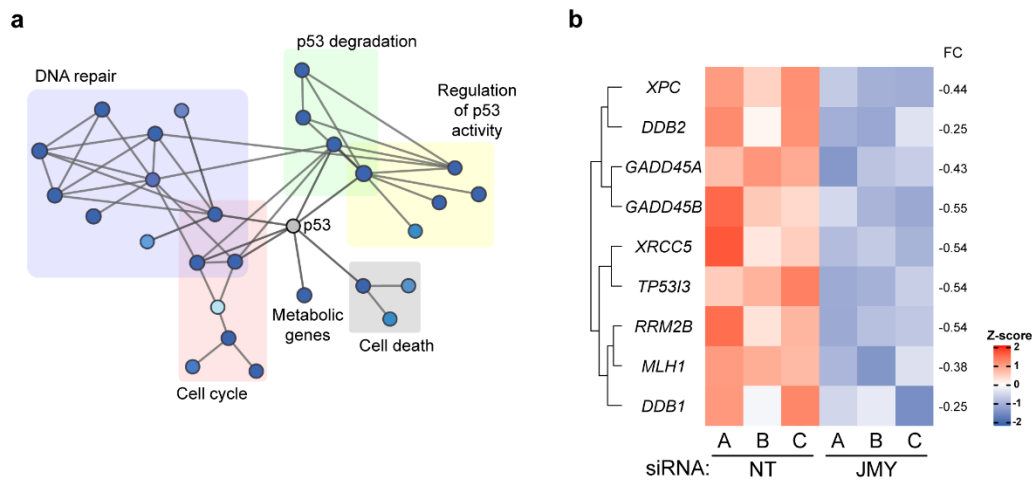 a
p53 degradation
DNA repair
Regulation
of p53
activity
p53
Metabolic
genes
Cell death
Cell cycle
b
FC
XPC -0.44
DDB2 -0.25
GADD45A -0.43
GADD45B -0.55
XRCC5 -0.54
TP53I3 -0.54
RRM2B -0.54
MLH1 -0.38
DDB1 -0.25
Z-score
2
1
0
-1
-2
A B C A B C
siRNA: NT JMY